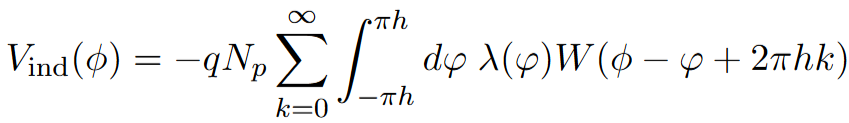 V_ind(ϕ) = −qN_p ∑_{k=0}^{∞} ∫_{−πh}^{πh} dφ λ(φ)W(ϕ − φ + 2πhk)